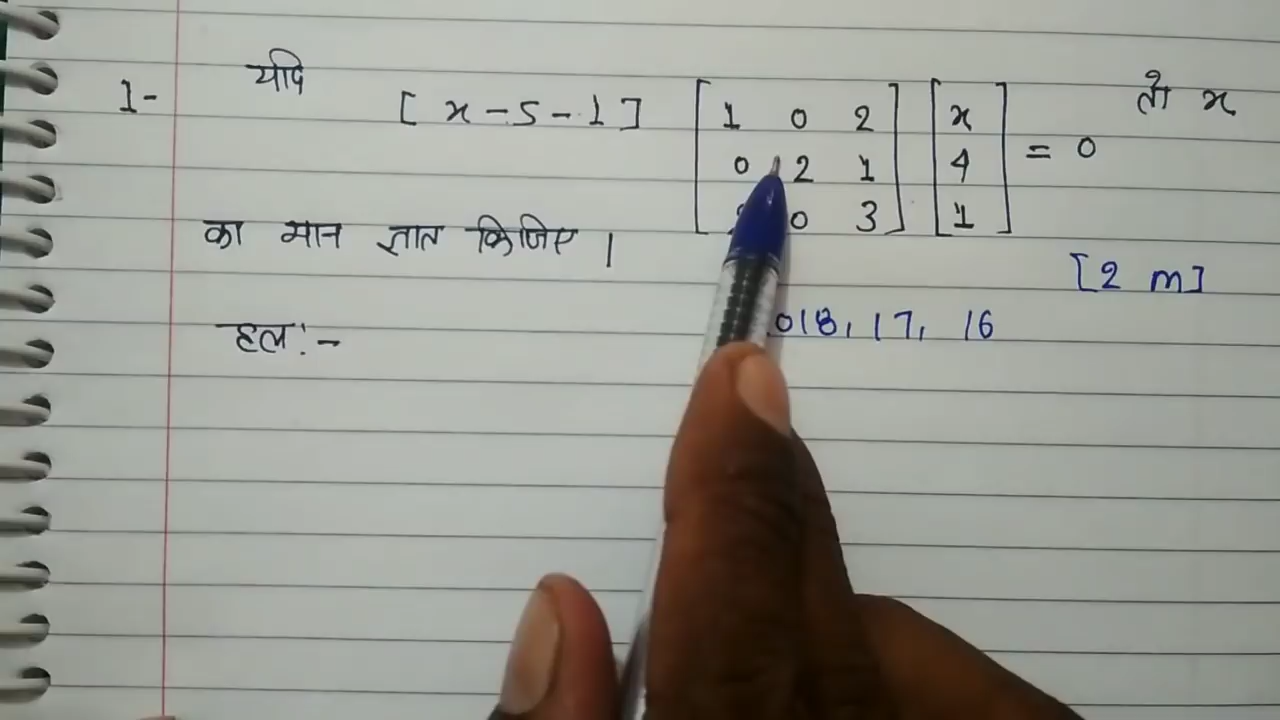 1- यदि [ x - 5 - 1 ] [ 1 0 2 ] [ x ] = 0 तो x
0 2 1 4
0 3 1
का मान ज्ञात किजिए ।
[2 m]
हल :- 018, 17, 16